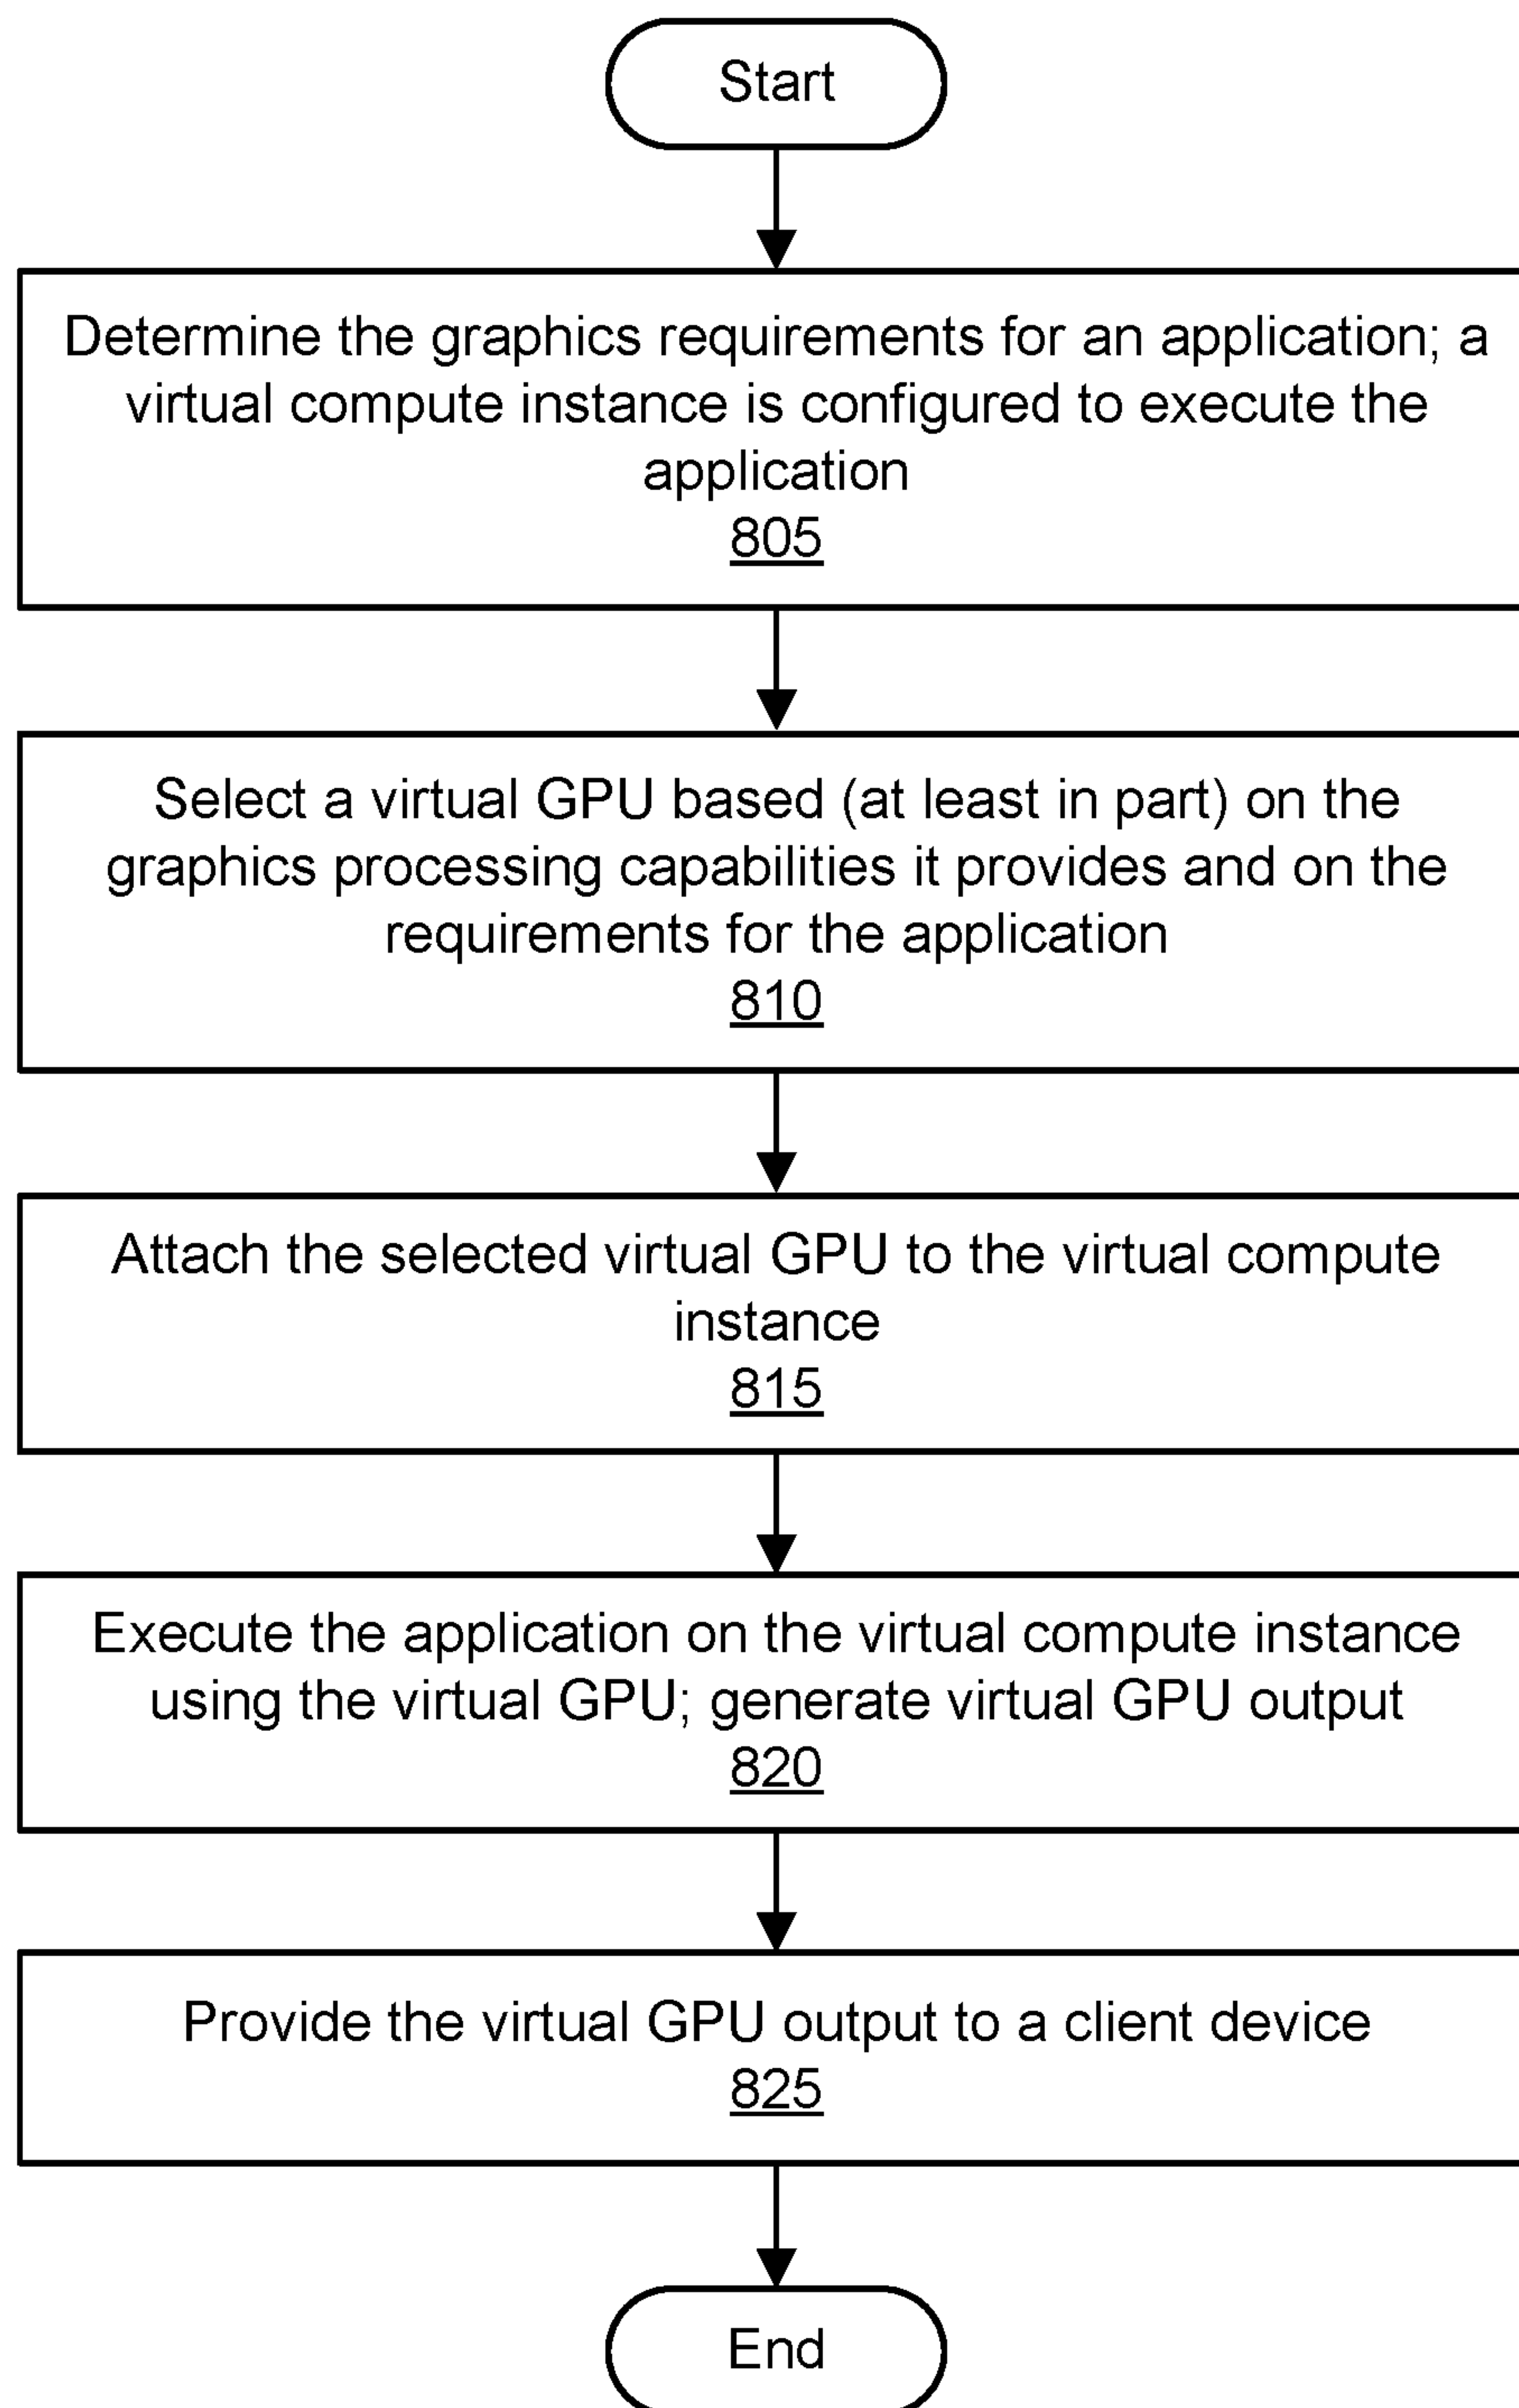 Start
Determine the graphics requirements for an application; a
virtual compute instance is configured to execute the
application
805
Select a virtual GPU based (at least in part) on the
graphics processing capabilities it provides and on the
requirements for the application
810
Attach the selected virtual GPU to the virtual compute
instance
815
Execute the application on the virtual compute instance
using the virtual GPU; generate virtual GPU output
820
Provide the virtual GPU output to a client device
825
End